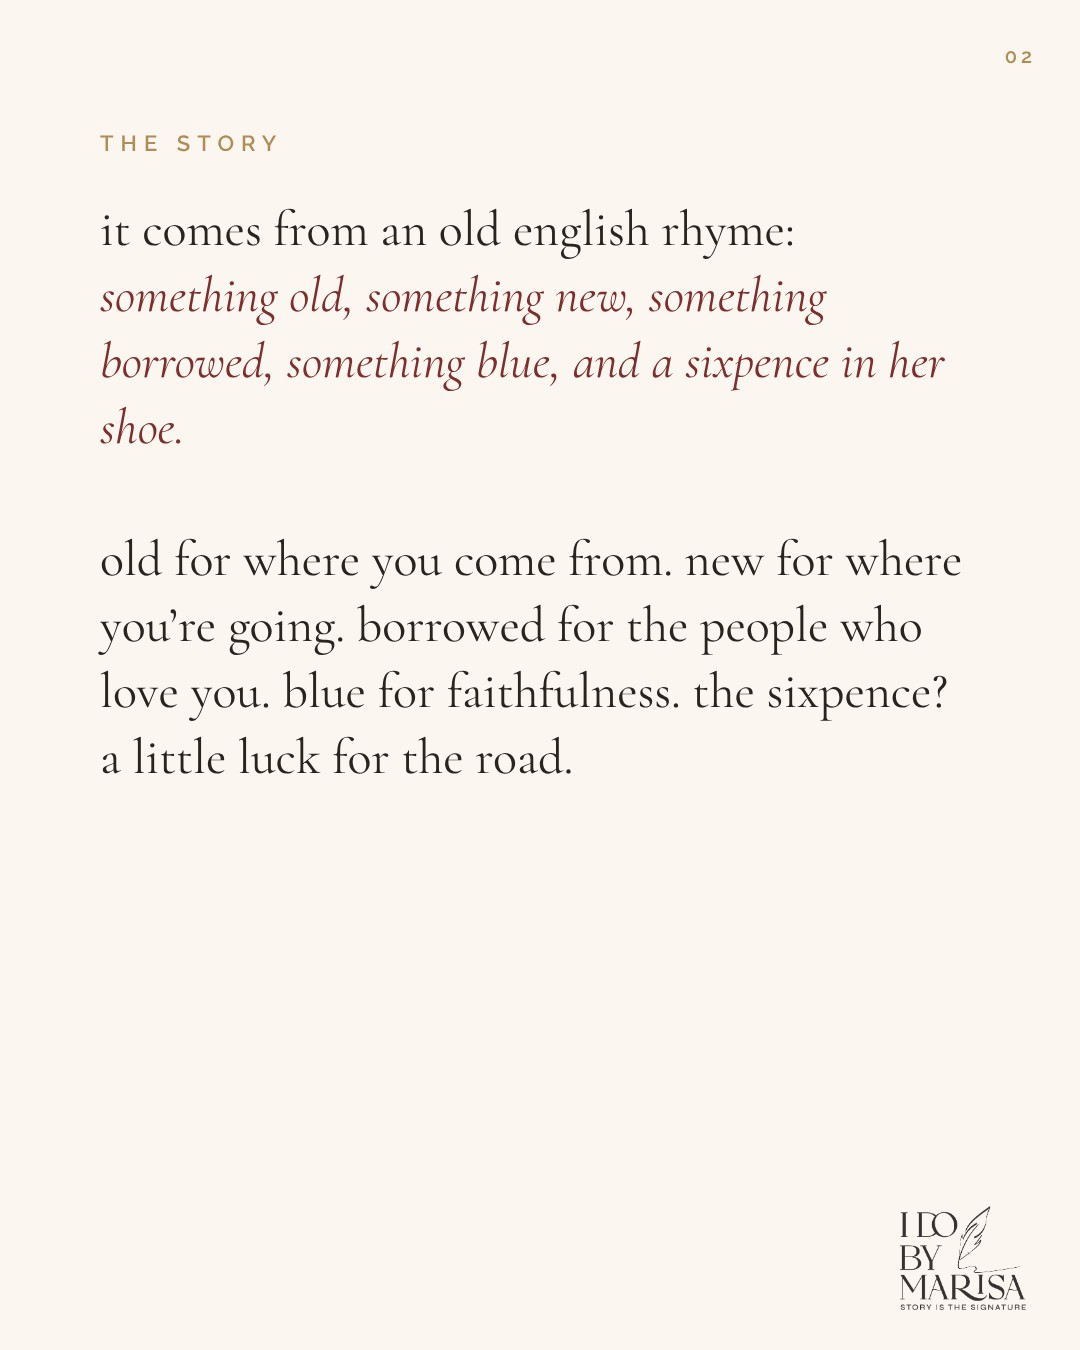 02
THE STORY
it comes from an old english rhyme:
something old, something new, something
borrowed, something blue, and a sixpence in her
shoe.
old for where you come from. new for where
you’re going. borrowed for the people who
love you. blue for faithfulness. the sixpence?
a little luck for the road.
I DO
BY
MARISA
STORY IS THE SIGNATURE